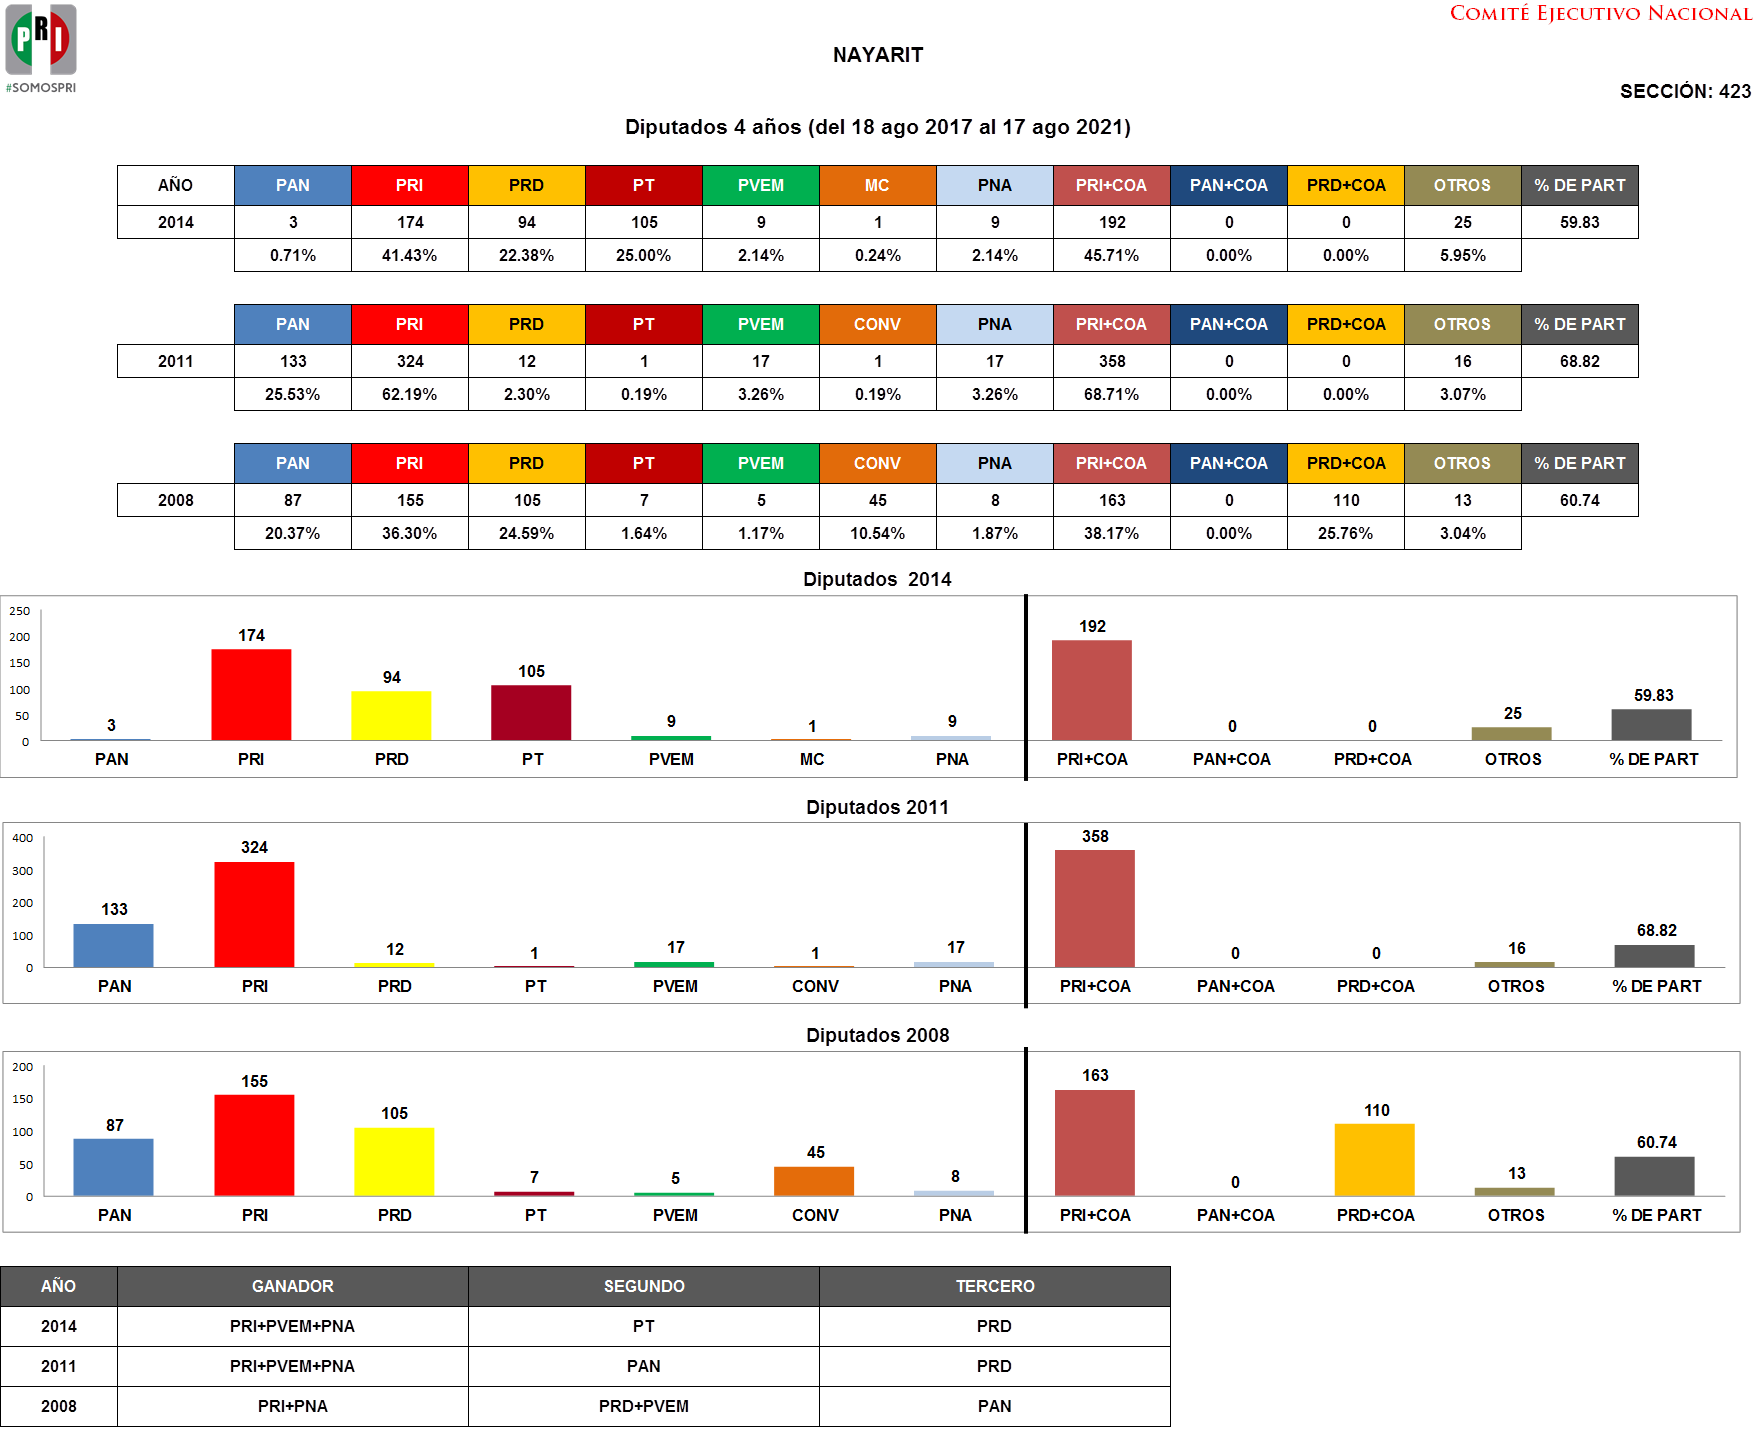 PRI
#SOMOSPRI
COMITÉ EJECUTIVO NACIONAL
NAYARIT
SECCIÓN: 423
Diputados 4 años (del 18 ago 2017 al 17 ago 2021)
AÑO PAN PRI PRD PT PVEM MC PNA PRI+COA PAN+COA PRD+COA OTROS % DE PART
2014 3 174 94 105 9 1 9 192 0 0 25 59.83
0.71% 41.43% 22.38% 25.00% 2.14% 0.24% 2.14% 45.71% 0.00% 0.00% 5.95%
PAN PRI PRD PT PVEM CONV PNA PRI+COA PAN+COA PRD+COA OTROS % DE PART
2011 133 324 12 1 17 1 17 358 0 0 16 68.82
25.53% 62.19% 2.30% 0.19% 3.26% 0.19% 3.26% 68.71% 0.00% 0.00% 3.07%
PAN PRI PRD PT PVEM CONV PNA PRI+COA PAN+COA PRD+COA OTROS % DE PART
2008 87 155 105 7 5 45 8 163 0 110 13 60.74
20.37% 36.30% 24.59% 1.64% 1.17% 10.54% 1.87% 38.17% 0.00% 25.76% 3.04%
Diputados 2014
250
200
150
100
50
0
3 174 94 105 9 1 9 192 0 0 25 59.83
PAN PRI PRD PT PVEM MC PNA PRI+COA PAN+COA PRD+COA OTROS % DE PART
Diputados 2011
400
300
200
100
0
133 324 12 1 17 1 17 358 0 0 16 68.82
PAN PRI PRD PT PVEM CONV PNA PRI+COA PAN+COA PRD+COA OTROS % DE PART
Diputados 2008
200
150
100
50
0
87 155 105 7 5 45 8 163 0 110 13 60.74
PAN PRI PRD PT PVEM CONV PNA PRI+COA PAN+COA PRD+COA OTROS % DE PART
AÑO GANADOR SEGUNDO TERCERO
2014 PRI+PVEM+PNA PT PRD
2011 PRI+PVEM+PNA PAN PRD
2008 PRI+PNA PRD+PVEM PAN